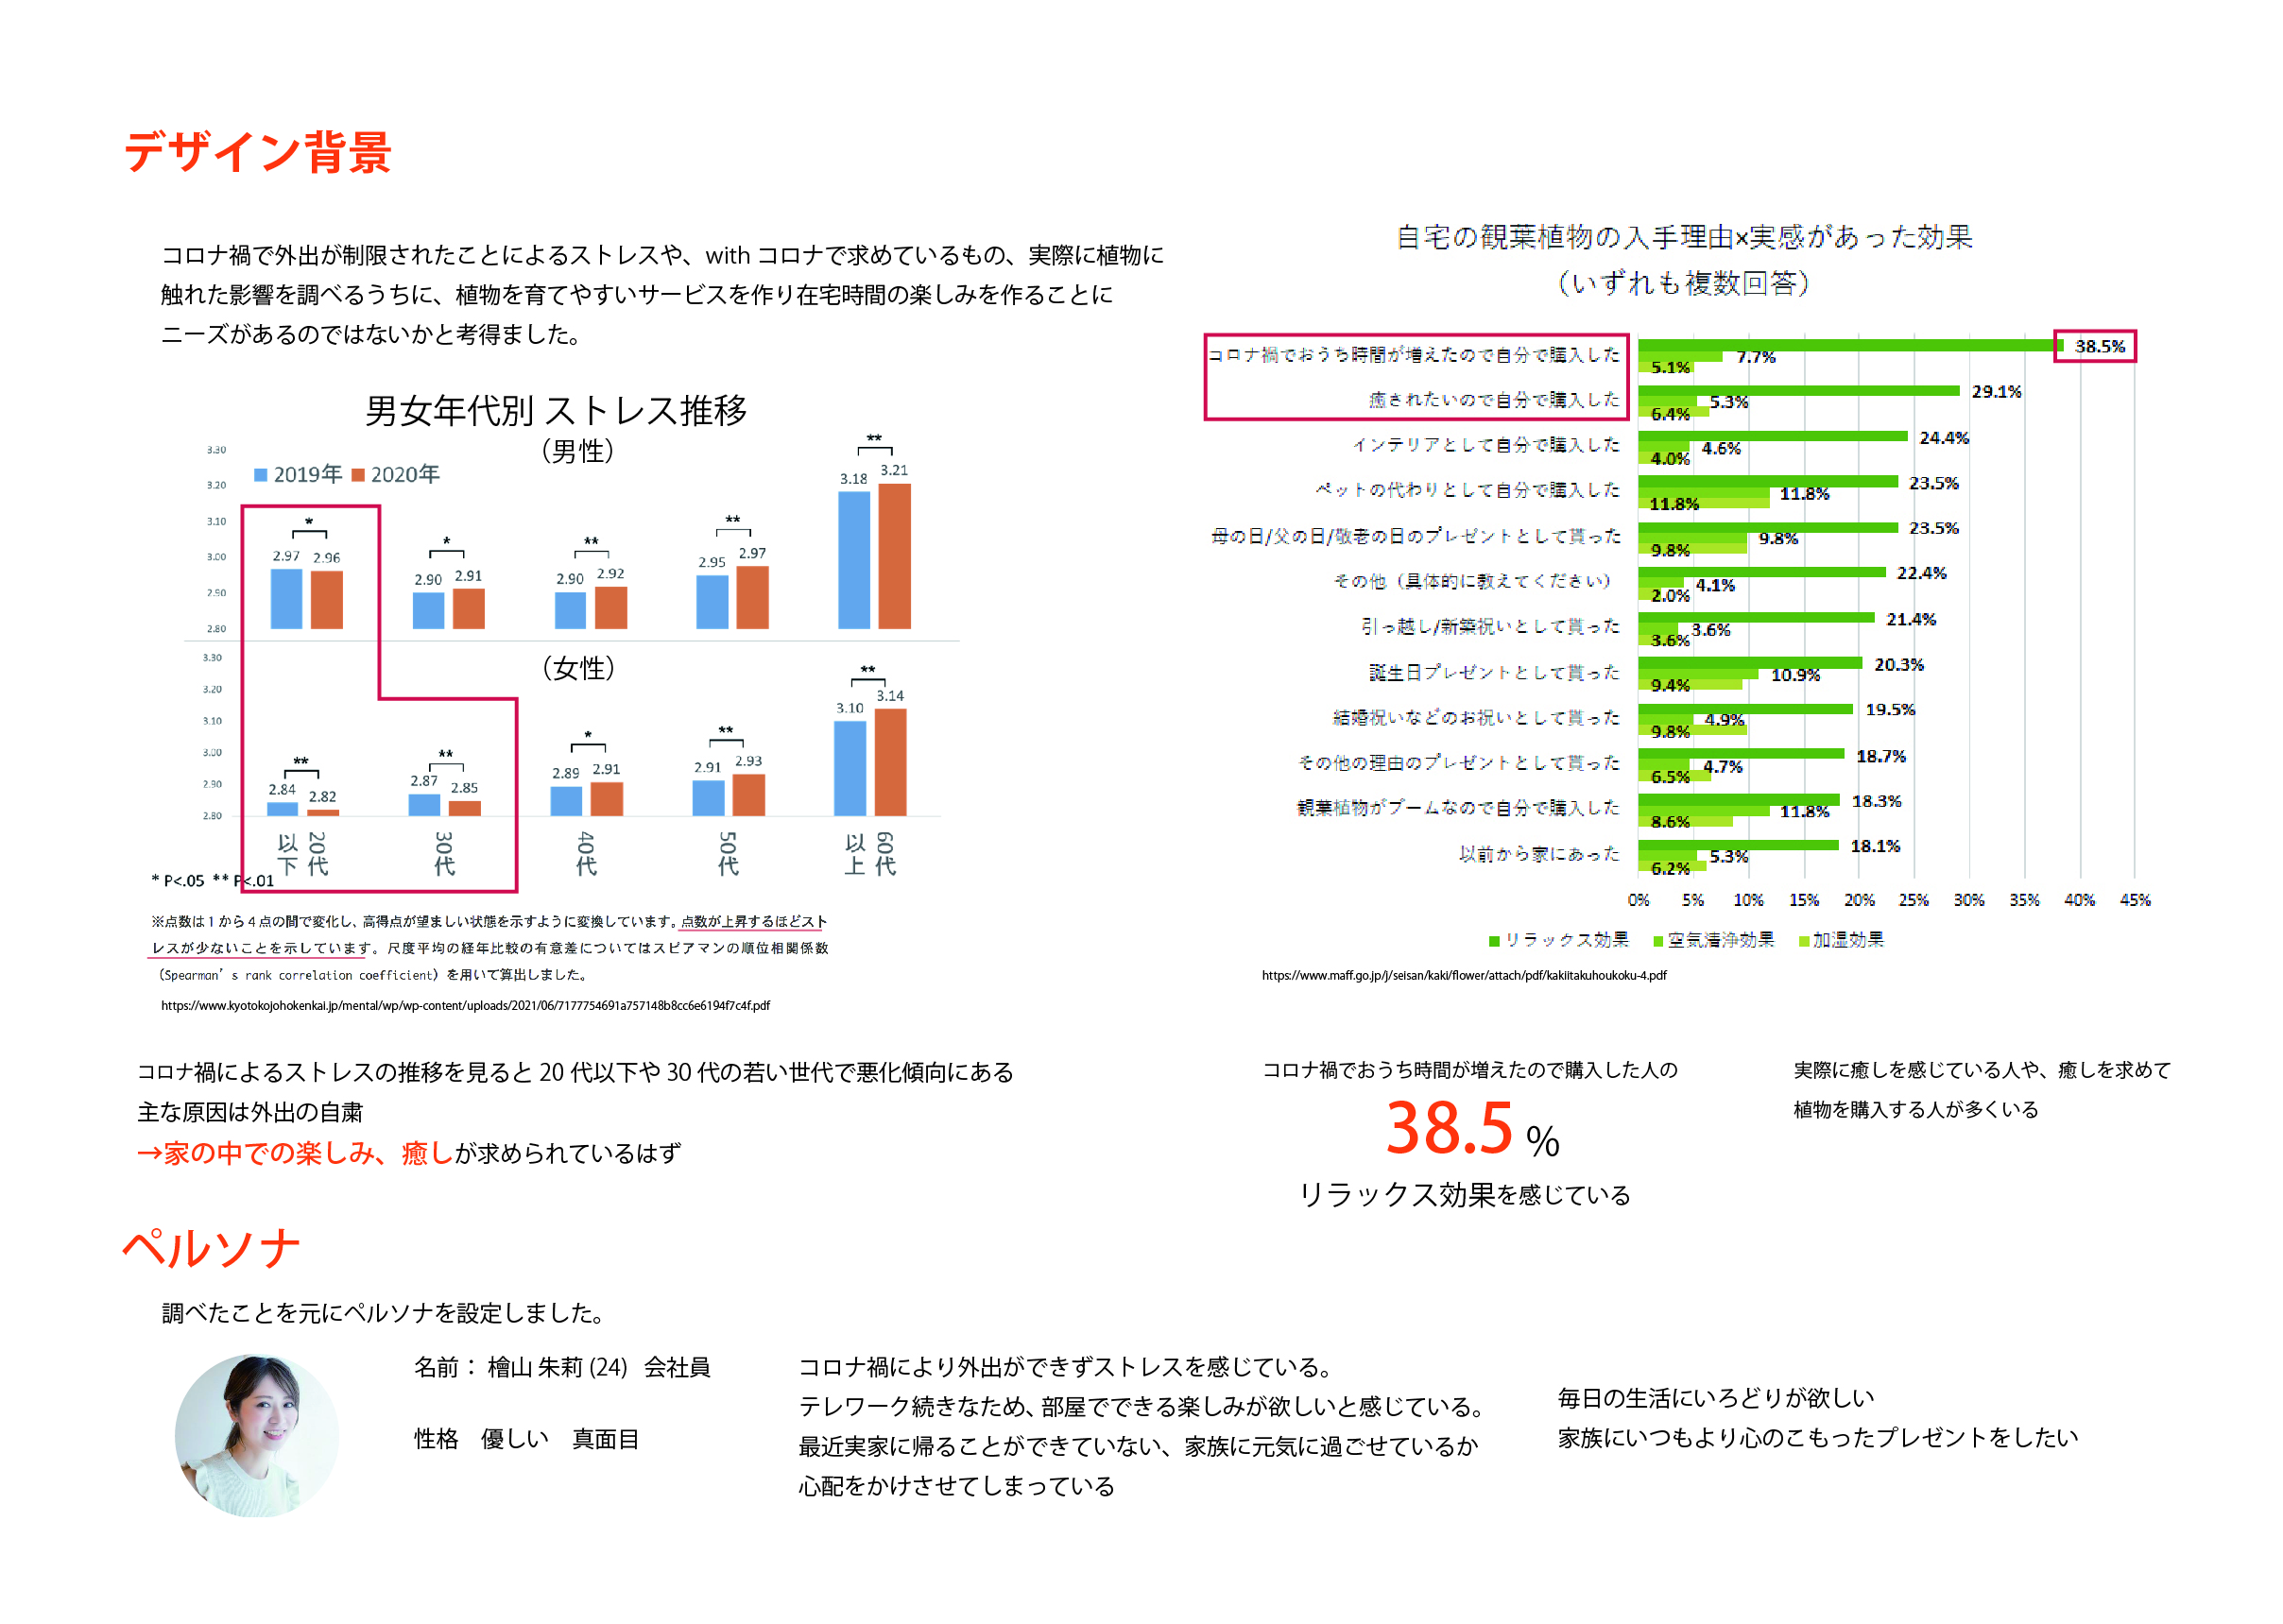 デザイン背景
コロナ禍で外出が制限されたことによるストレスや、with コロナで求めているもの、実際に植物に
触れた影響を調べるうちに、植物を育てやすいサービスを作り在宅時間の楽しみを作ることに
ニーズがあるのではないかと考得ました。
男女年代別 ストレス推移
（男性）
2019年 2020年
3.30
3.20
3.10
3.00
2.90
2.80
* * ** ** **
2.97 2.96 2.90 2.91 2.90 2.92 2.95 2.97 3.18 3.21
（女性）
3.30
3.20
3.10
3.00
2.90
2.80
** ** * ** **
2.84 2.82 2.87 2.85 2.89 2.91 2.91 2.93 3.10 3.14
20代以下 30代 40代 50代 60代以上
* P<.05 ** P<.01
※点数は1から4点の間で変化し、高得点が望ましい状態を示すように変換しています。点数が上昇するほどスト
レスが少ないことを示しています。尺度平均の経年比較の有意差についてはスピアマンの順位相関係数
（Spearman’s rank correlation coefficient）を用いて算出しました。
https://www.kyotokojohokenkai.jp/mental/wp/wp-content/uploads/2021/06/7177754691a757148b8cc6e6194f7c4f.pdf
コロナ禍によるストレスの推移を見ると 20 代以下や 30 代の若い世代で悪化傾向にある
主な原因は外出の自粛
→家の中での楽しみ、癒しが求められているはず
自宅の観葉植物の入手理由×実感があった効果
（いずれも複数回答）
コロナ禍でおうち時間が増えたので自分で購入した 38.5% 7.7% 5.1%
癒されたいので自分で購入した 29.1% 5.3% 6.4%
インテリアとして自分で購入した 24.4% 4.6% 4.0%
ペットの代わりとして自分で購入した 23.5% 11.8% 11.8%
母の日/父の日/敬老の日のプレゼントとして貰った 23.5% 9.8% 9.8%
その他（具体的に教えてください） 22.4% 4.1% 2.0%
引っ越し/新築祝いとして貰った 21.4% 3.6% 3.6%
誕生日プレゼントとして貰った 20.3% 10.9% 9.4%
結婚祝いなどのお祝いとして貰った 19.5% 4.9% 9.8%
その他の理由のプレゼントとして貰った 18.7% 4.7% 6.5%
観葉植物がブームなので自分で購入した 18.3% 11.8% 8.6%
以前から家にあった 18.1% 5.3% 6.2%
0% 5% 10% 15% 20% 25% 30% 35% 40% 45%
リラックス効果 空気清浄効果 加湿効果
https://www.maff.go.jp/j/seisan/kaki/flower/attach/pdf/kakiitakuhoukoku-4.pdf
コロナ禍でおうち時間が増えたので購入した人の
38.5 %
リラックス効果を感じている
実際に癒しを感じている人や、癒しを求めて
植物を購入する人が多くいる
ペルソナ
調べたことを元にペルソナを設定しました。
名前： 檜山 朱莉 (24) 会社員
性格 優しい 真面目
コロナ禍により外出ができずストレスを感じている。
テレワーク続きなため、部屋でできる楽しみが欲しいと感じている。
最近実家に帰ることができていない、家族に元気に過ごせているか
心配をかけさせてしまっている
毎日の生活にいろどりが欲しい
家族にいつもより心のこもったプレゼントをしたい